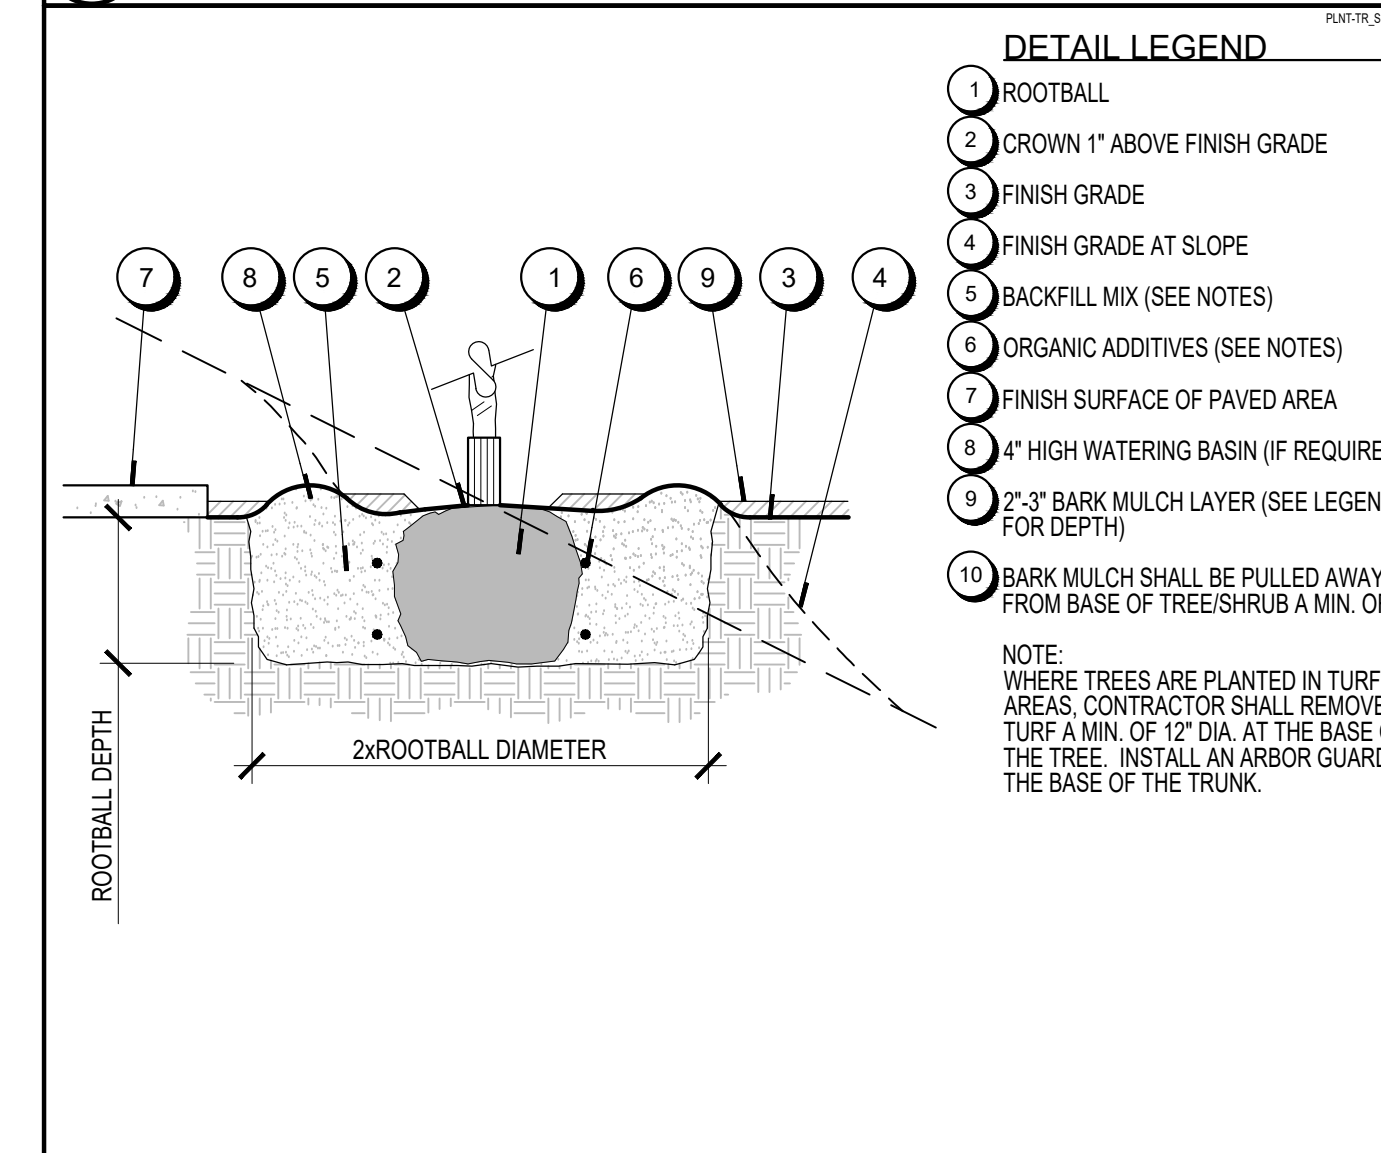 PLNT-TR_S
DETAIL LEGEND
1 ROOTBALL
2 CROWN 1" ABOVE FINISH GRADE
3 FINISH GRADE
4 FINISH GRADE AT SLOPE
5 BACKFILL MIX (SEE NOTES)
6 ORGANIC ADDITIVES (SEE NOTES)
7 FINISH SURFACE OF PAVED AREA
8 4" HIGH WATERING BASIN (IF REQUIRE
9 2"-3" BARK MULCH LAYER (SEE LEGEN
FOR DEPTH)
10 BARK MULCH SHALL BE PULLED AWAY
FROM BASE OF TREE/SHRUB A MIN. OF
NOTE:
WHERE TREES ARE PLANTED IN TURF
AREAS, CONTRACTOR SHALL REMOVE
TURF A MIN. OF 12" DIA. AT THE BASE
THE TREE. INSTALL AN ARBOR GUARD
THE BASE OF THE TRUNK.
7 8 5 2 1 6 9 3 4
2xROOTBALL DIAMETER
ROOTBALL DEPTH